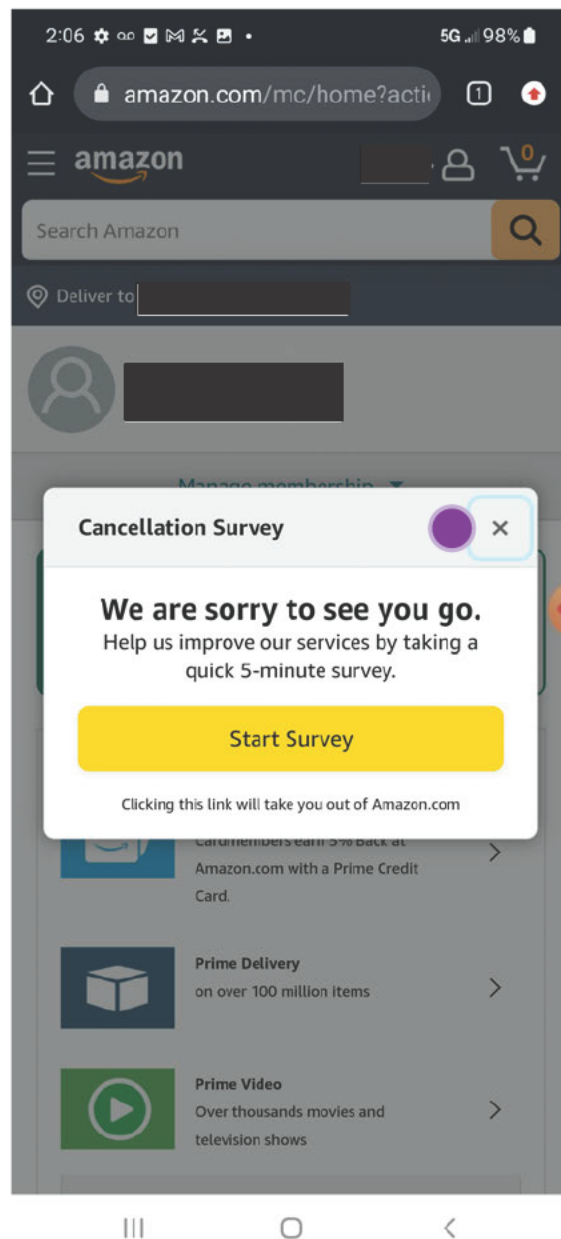 2:06 5G 98%
amazon.com/mc/home?acti 1
amazon 0
Search Amazon
Deliver to
Manage membership
Cancellation Survey
We are sorry to see you go.
Help us improve our services by taking a
quick 5-minute survey.
Start Survey
Clicking this link will take you out of Amazon.com
Cardmembers earn 5% Back at
Amazon.com with a Prime Credit
Card.
Prime Delivery
on over 100 million items
Prime Video
Over thousands movies and
television shows